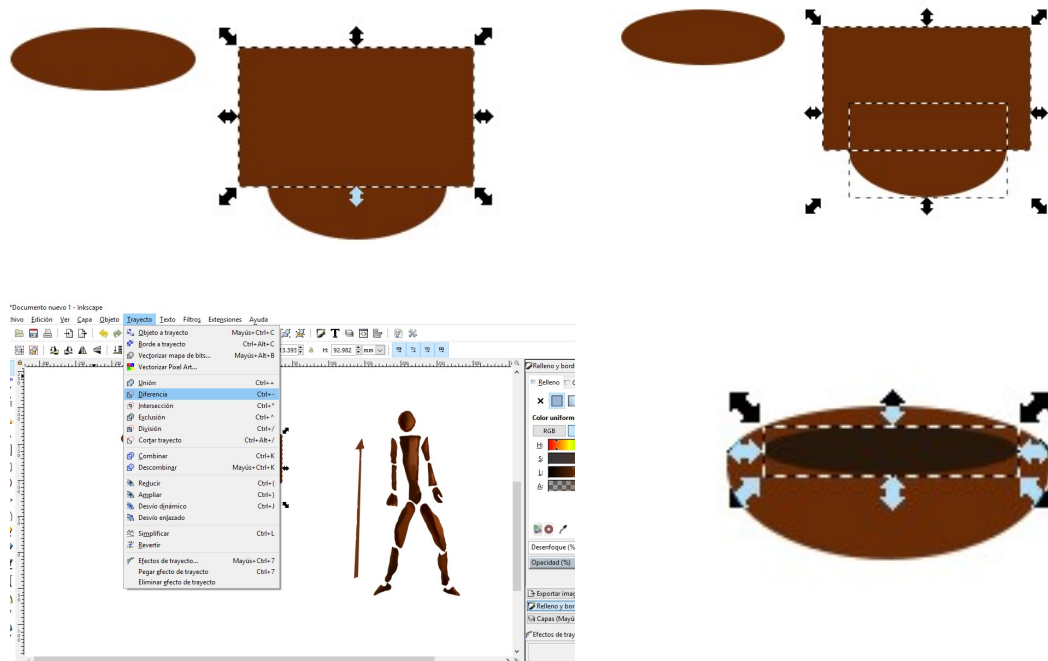 *Documento nuevo 1 - Inkscape
hivo Edición Ver Capa Objeto Trayecto Texto Filtros Extensiones Ayuda
Objeto a trayecto Mayús+Ctrl+C
Borde a trayecto Ctrl+Alt+C
Vectorizar mapa de bits... Mayús+Alt+B
Vectorizar Pixel Art...
Unión Ctrl++
Diferencia Ctrl+-
Intersección Ctrl+*
Exclusión Ctrl+^
División Ctrl+/
Cortar trayecto Ctrl+Alt+/
Combinar Ctrl+K
Descombinar Mayús+Ctrl+K
Reducir Ctrl+(
Ampliar Ctrl+)
Desvío dinámico Ctrl+J
Desvío enlazado
Simplificar Ctrl+L
Revertir
Efectos de trayecto... Mayús+Ctrl+7
Pegar efecto de trayecto Ctrl+7
Eliminar efecto de trayecto
13.393 H: 92.982 mm
Relleno y bord
Relleno
Color uniform
RGB
H:
S:
L:
A:
Desenfoque (%
Opacidad (%)
Exportar imag
Relleno y bor
Capas (Mayú
Efectos de tray